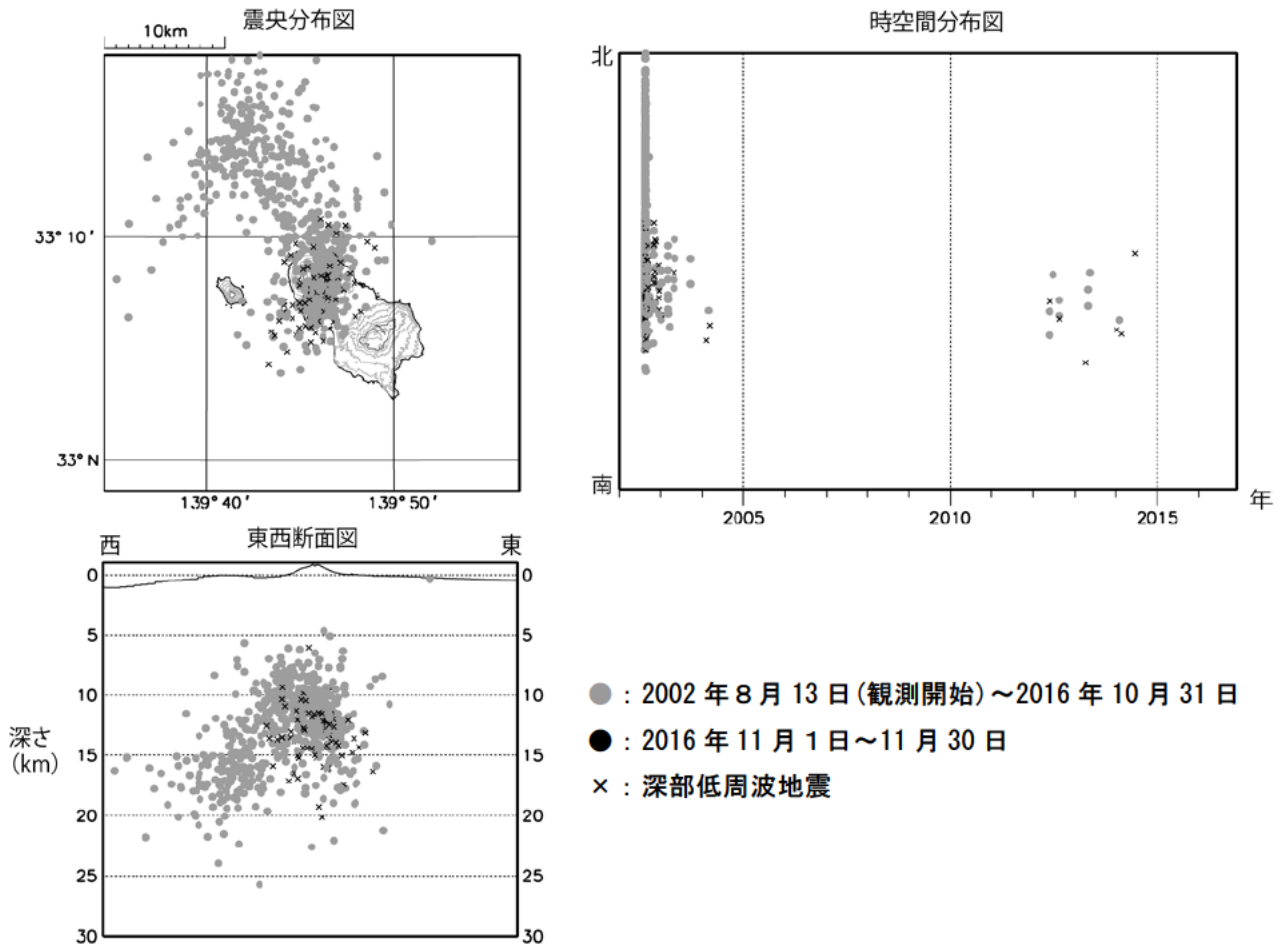 震央分布図
10km
33° 10′
33°N
139° 40′
139° 50′
時空間分布図
北
南
2005
2010
2015
年
東西断面図
西
東
0
0
5
5
10
10
15
15
20
20
25
25
30
30
深さ
(km)
● : 2002 年 8 月 13 日(観測開始)~2016 年 10 月 31 日
● : 2016 年 11 月 1 日~11 月 30 日
× : 深部低周波地震